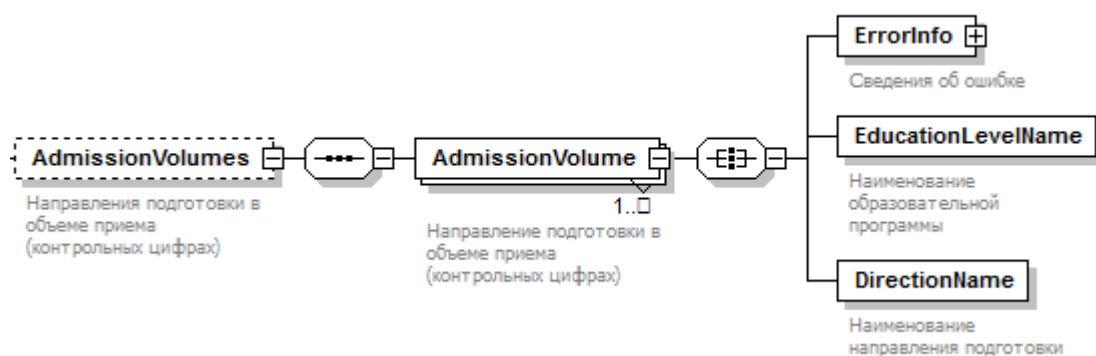 ErrorInfo
Сведения об ошибке
AdmissionVolumes
Направления подготовки в
объеме приема
(контрольных цифрах)
AdmissionVolume
1..□
Направление подготовки в
объеме приема
(контрольных цифрах)
EducationLevelName
Наименование
образовательной
программы
DirectionName
Наименование
направления подготовки